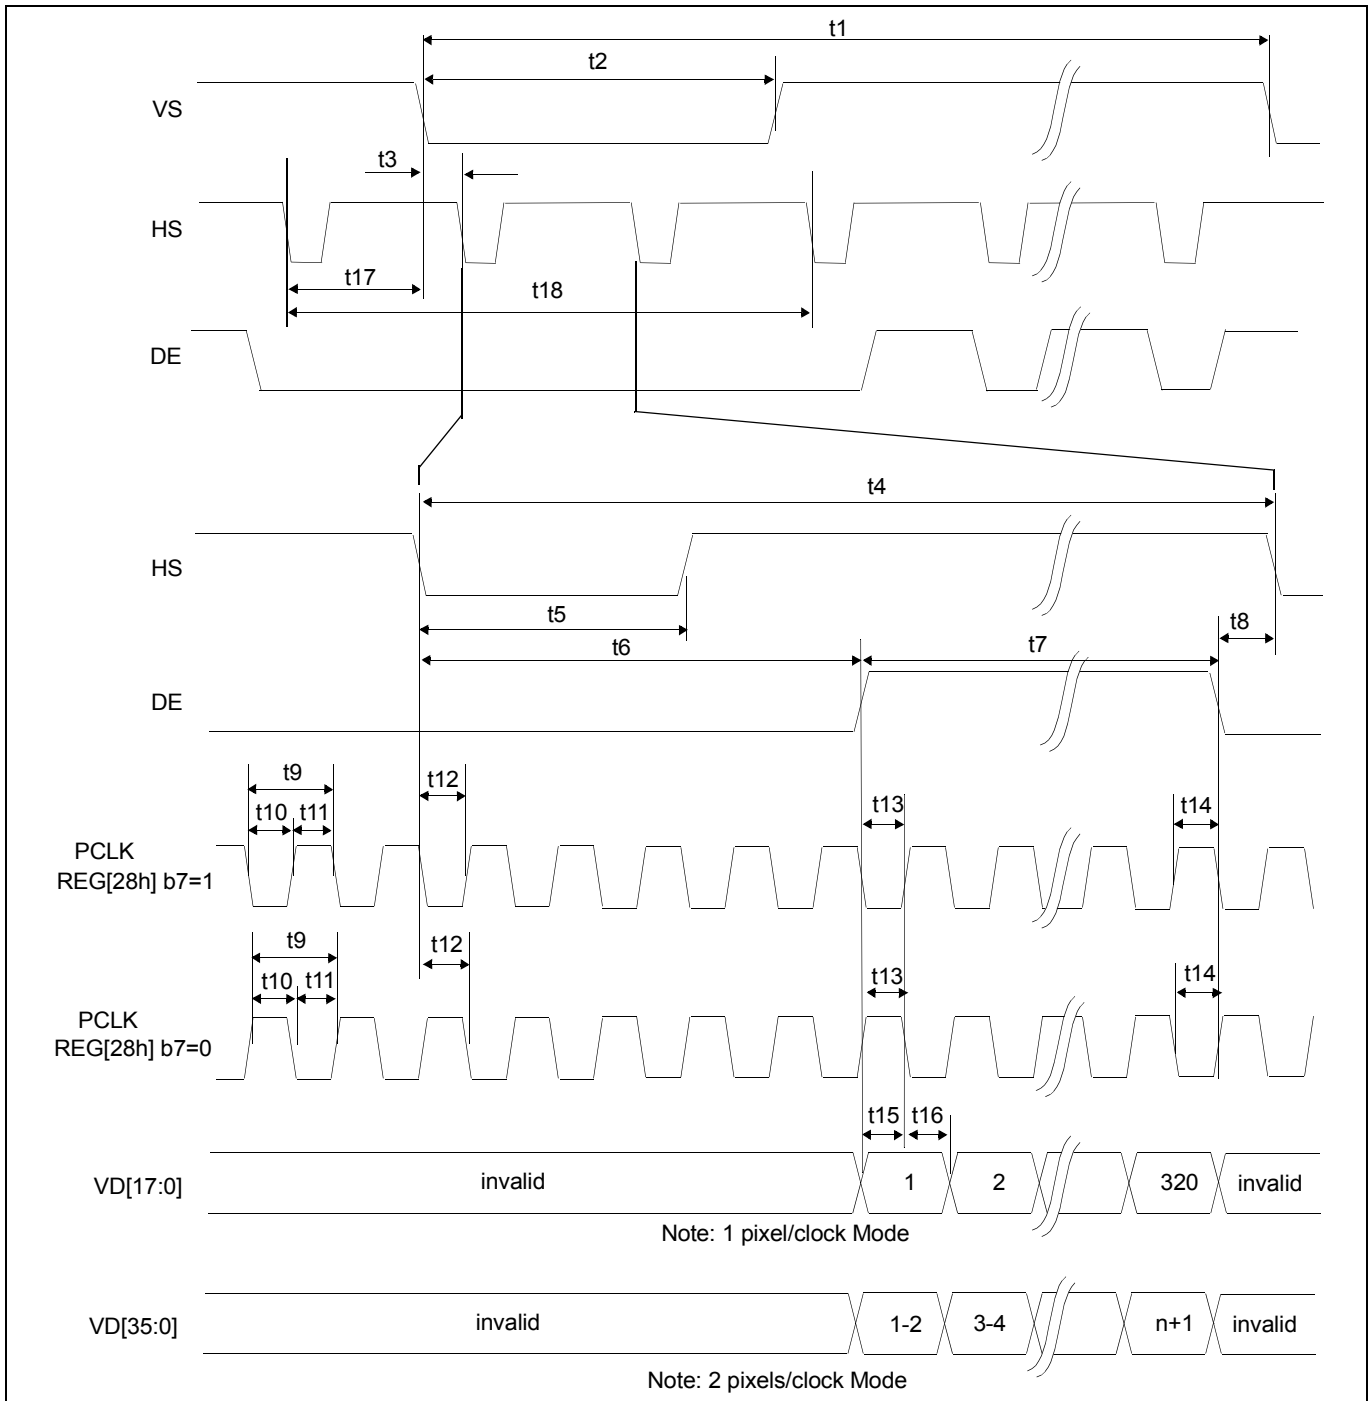 t1
t2
VS
t3
HS
t17
t18
DE
t4
HS
t5
t8
t6
t7
DE
t9
t12
t10 t11
t13
t14
PCLK
REG[28h] b7=1
t9
t12
t10 t11
t13
t14
PCLK
REG[28h] b7=0
t15 t16
VD[17:0]
invalid
1
2
320
invalid
Note: 1 pixel/clock Mode
VD[35:0]
invalid
1-2
3-4
n+1
invalid
Note: 2 pixels/clock Mode